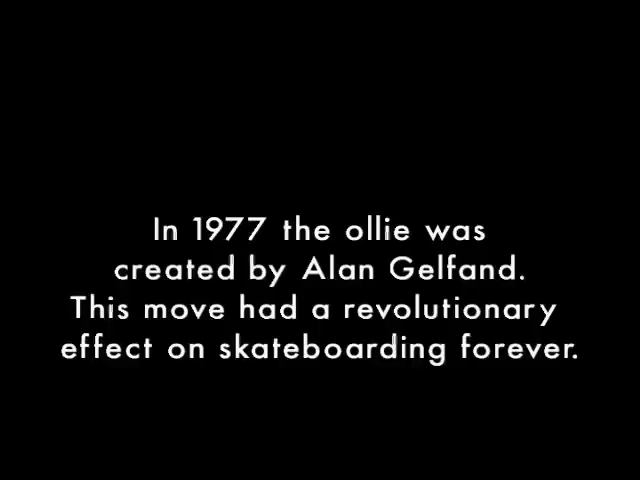 In 1977 the ollie was
created by Alan Gelfand.
This move had a revolutionary
effect on skateboarding forever.